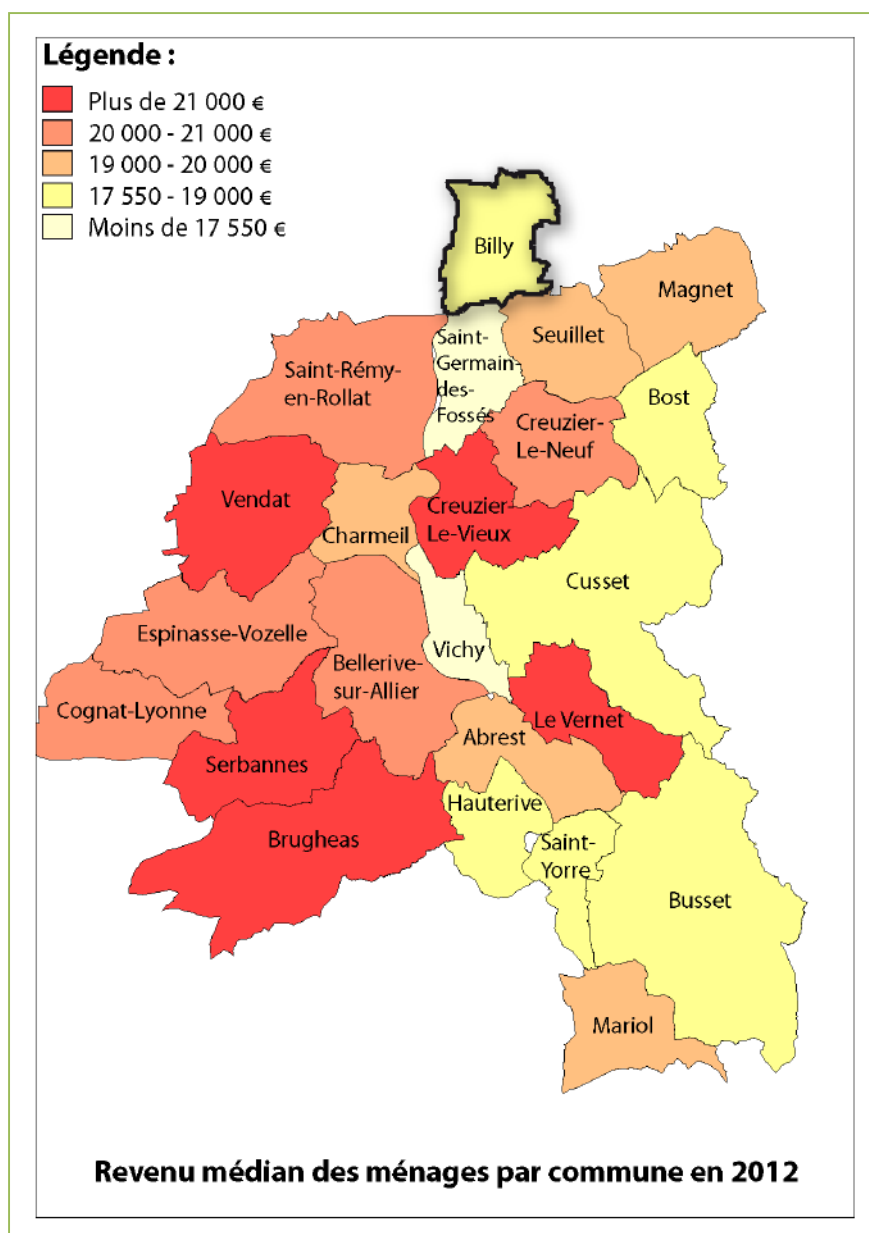 Légende :
Plus de 21 000 €
20 000 - 21 000 €
19 000 - 20 000 €
17 550 - 19 000 €
Moins de 17 550 €
Billy
Magnet
Seuillet
Saint-
Germain-
des-
Fossés
Saint-Rémy-
en-Rollat
Bost
Creuzier-
Le-Neuf
Vendat
Creuzier-
Le-Vieux
Charmeil
Cusset
Espinasse-Vozelle
Vichy
Bellerive-
sur-Allier
Cognat-Lyonne
Le Vernet
Abrest
Serbannes
Hauterive
Brugheas
Saint-
Yorre
Busset
Mariol
Revenu médian des ménages par commune en 2012